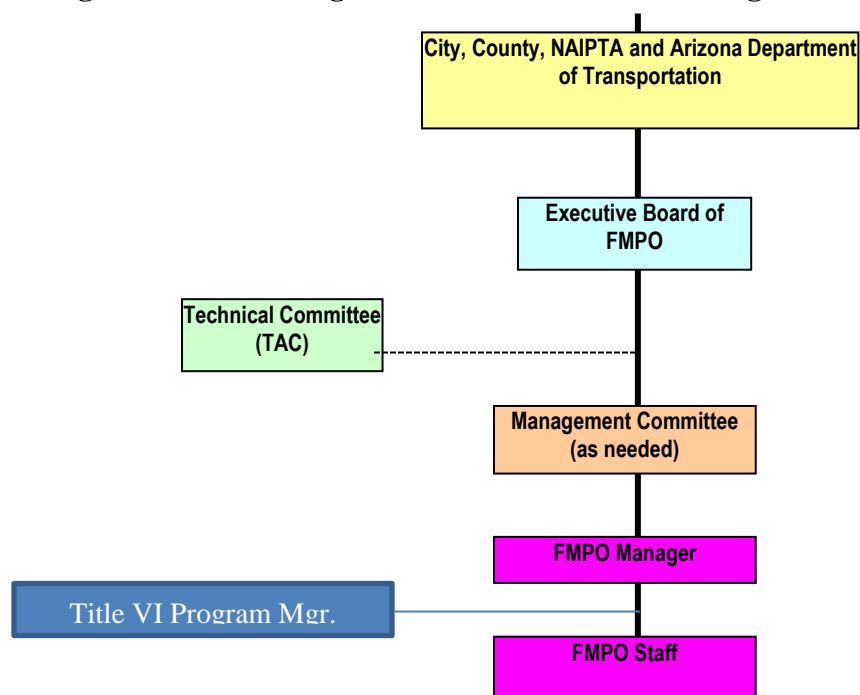 City, County, NAIPTA and Arizona Department
of Transportation
Executive Board of
FMPO
Technical Committee
(TAC)
Management Committee
(as needed)
FMPO Manager
Title VI Program Mgr.
FMPO Staff